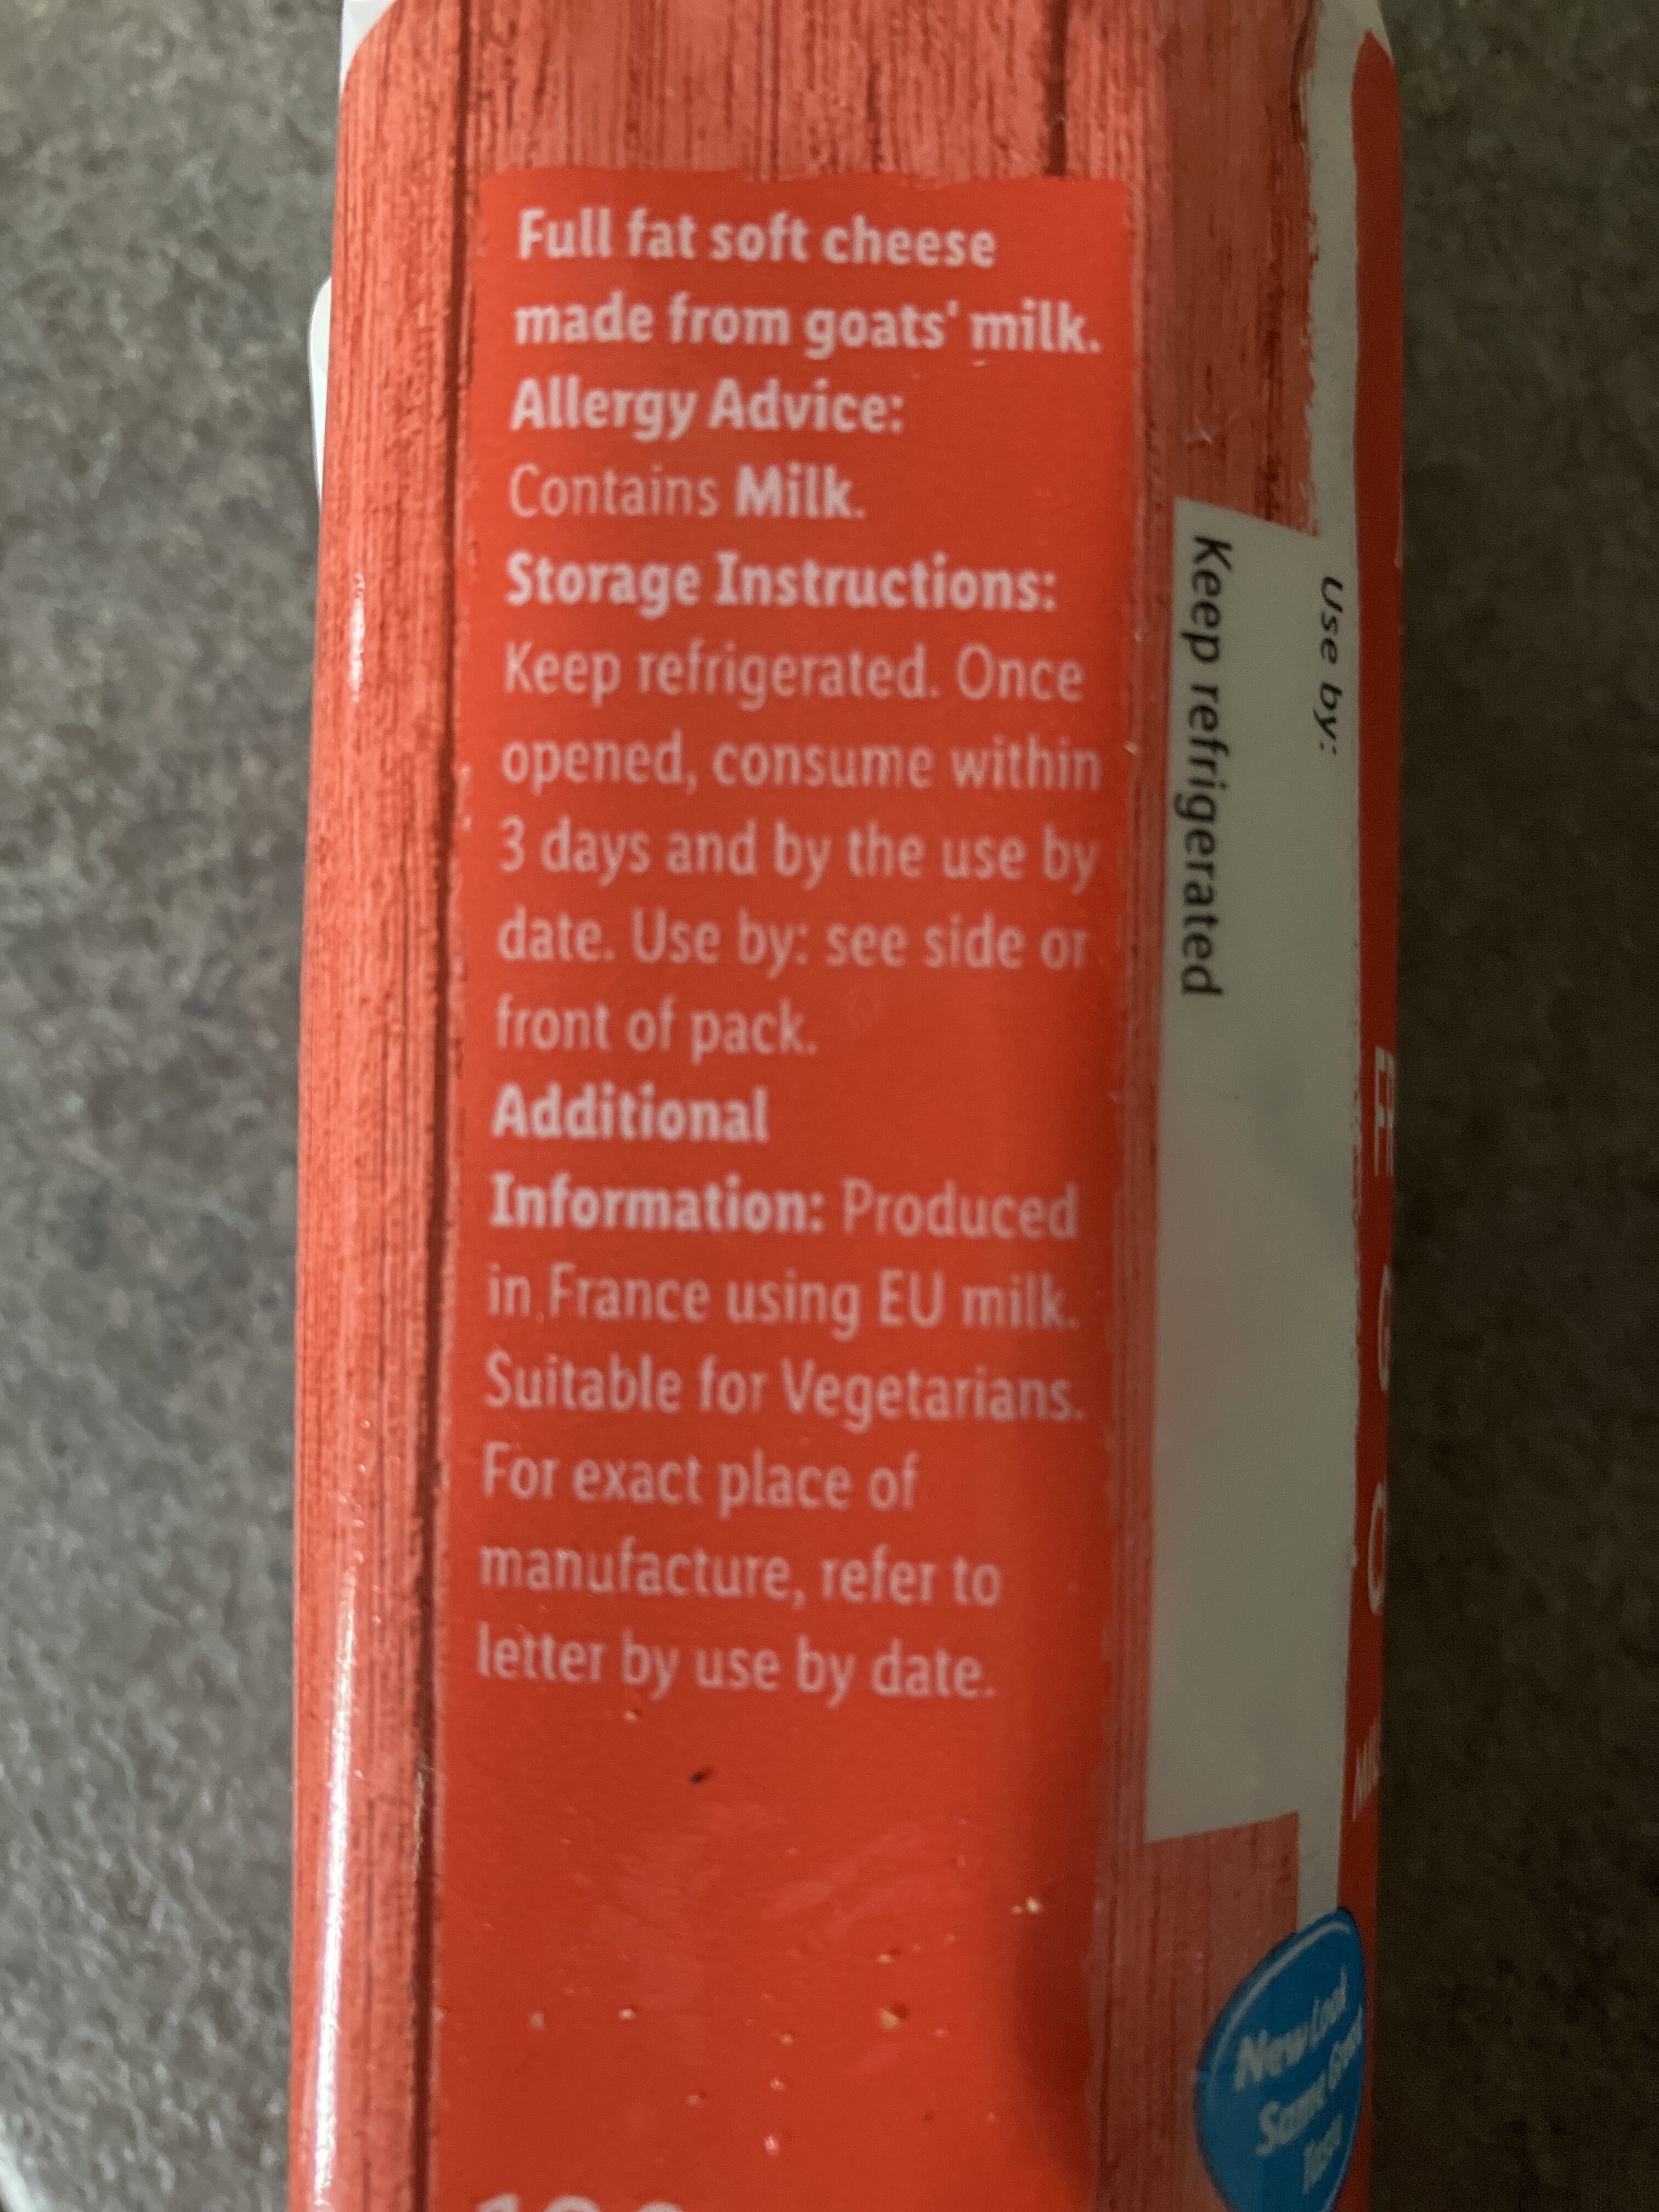 Full fat soft cheese
made from goats' milk.
Allergy Advice:
Contains Milk.
Storage Instructions:
Keep refrigerated. Once
opened, consume within
3 days and by the use by
date. Use by: see side or
front of pack.
Additional
Information: Produced
in France using EU milk.
Suitable for Vegetarians.
For exact place of
manufacture, refer to
letter by use by date.
Use by:
Keep refrigerated
New Look
Same Great
Taste